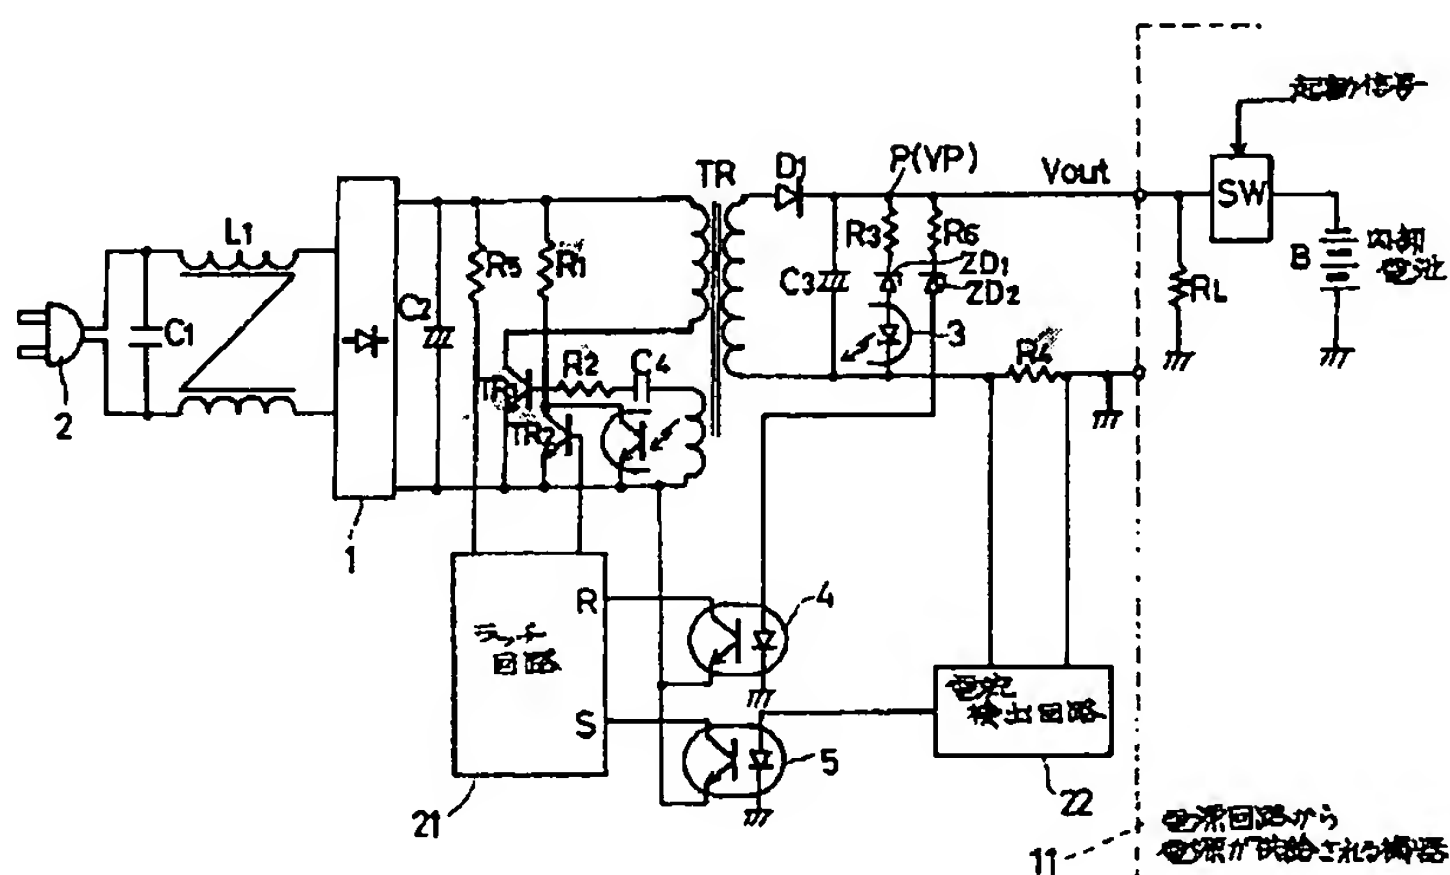 起動信号
P(VP)
D1
TR
Vout
SW
L1
R3
R6
内部
電池
R5
R1
ZD1
B
C3
ZD2
RL
C2
C1
3
R2
C4
R4
TR1
2
TR2
1
4
R
ラッチ
回路
電流
検出回路
S
5
22
21
電源回路から
電源が供給される機器
11